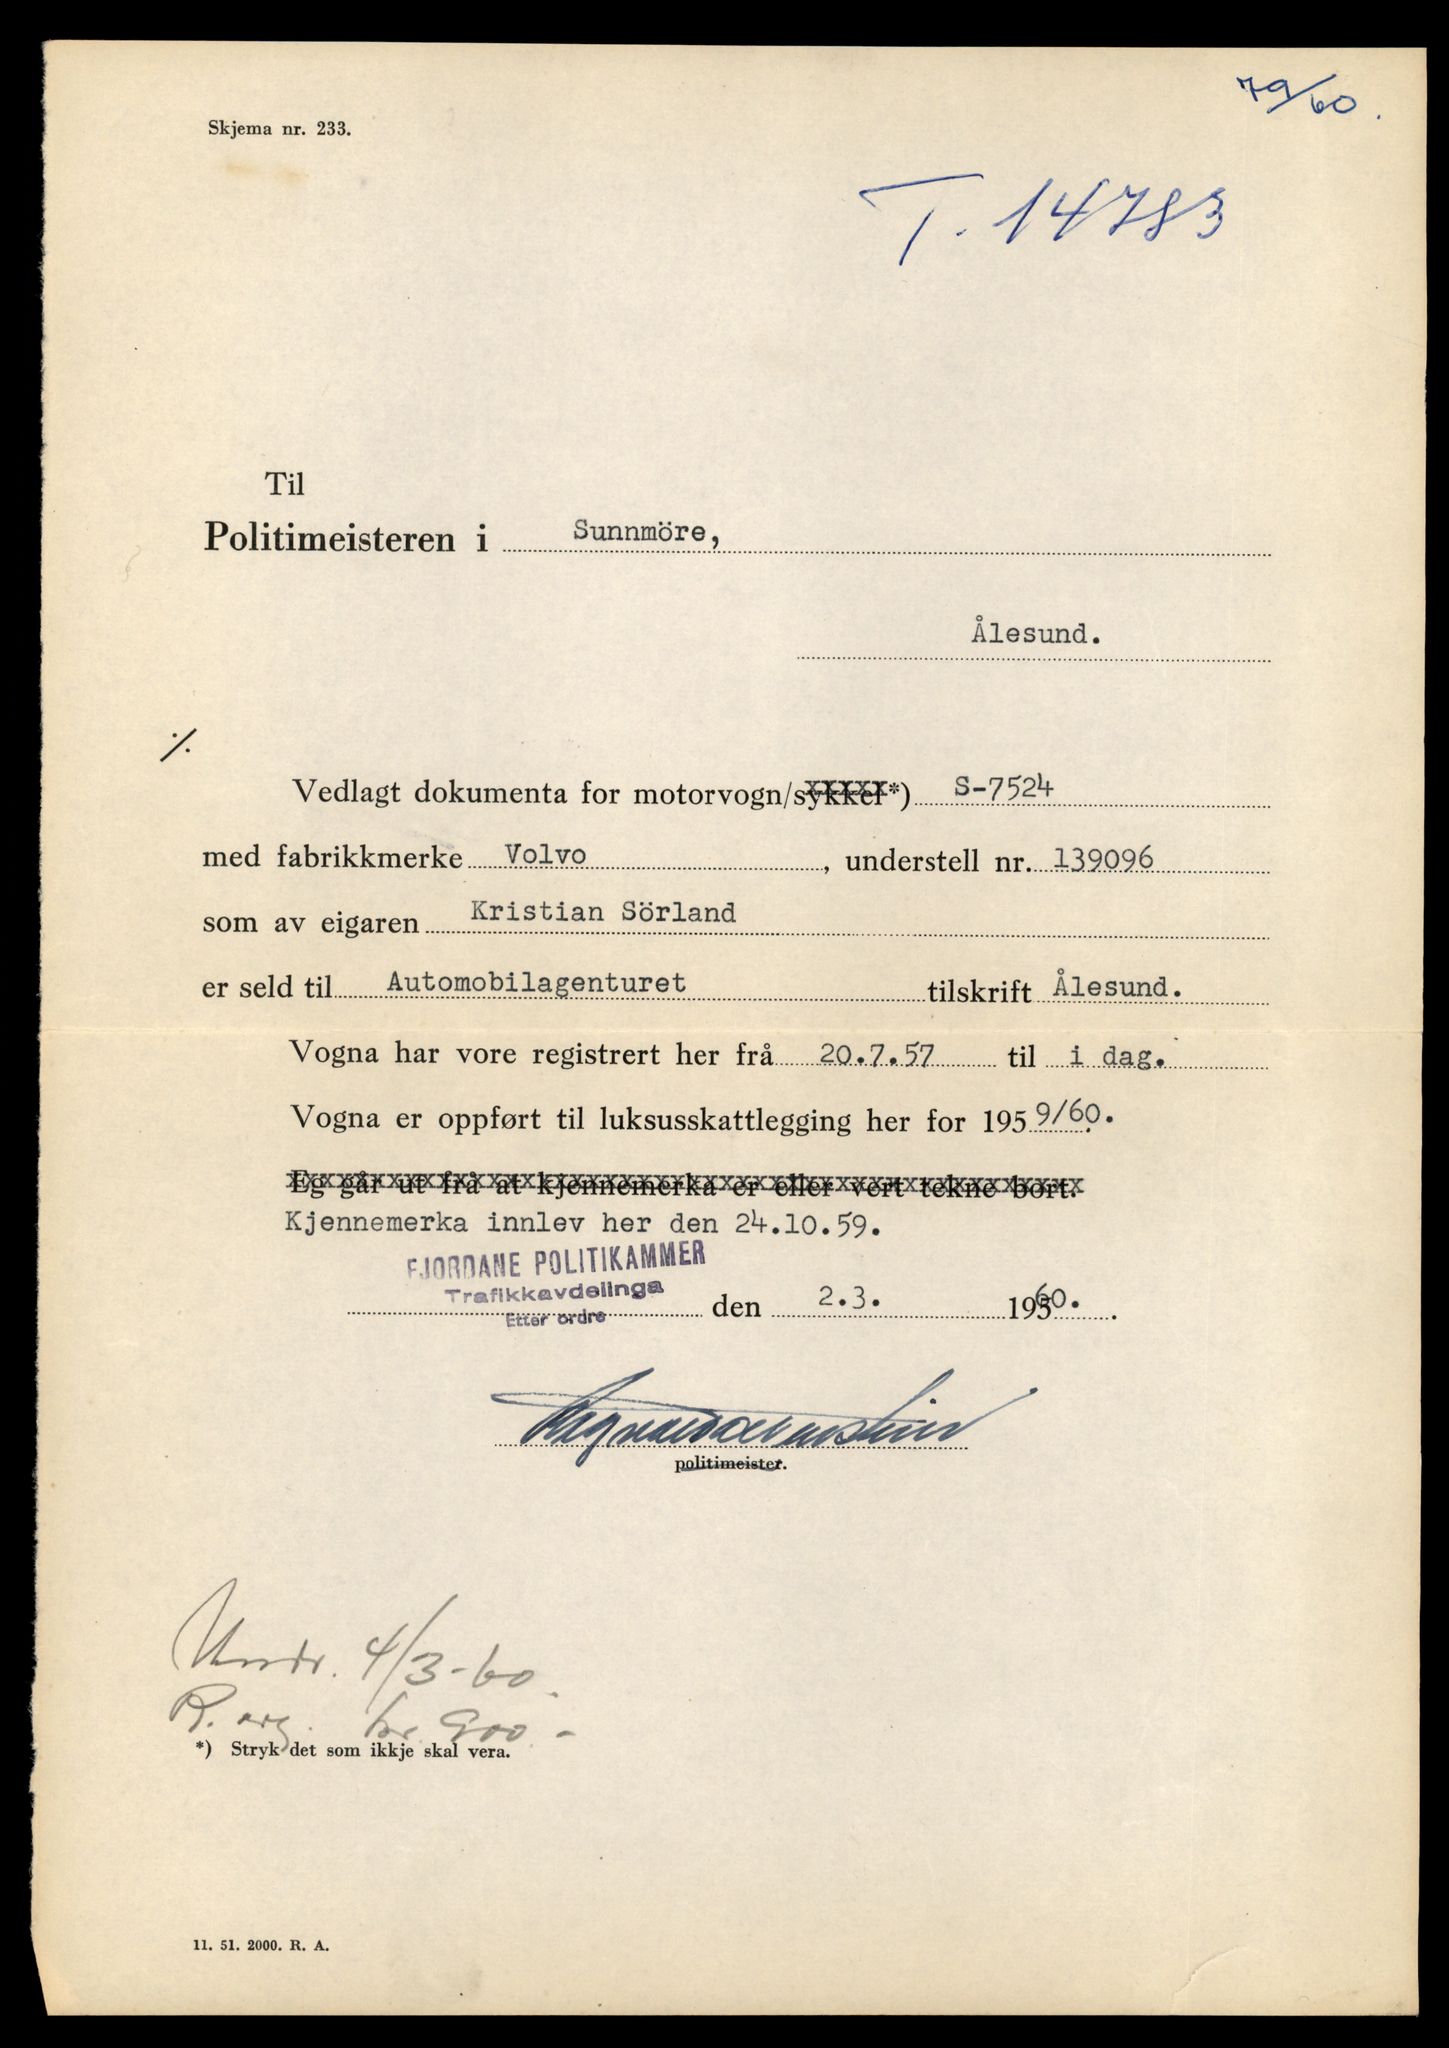 79/60.
Skjema nr. 233.
T. 14783
Til
Politimeisteren i Sunnmöre,
Ålesund.
./.
Vedlagt dokumenta for motorvogn/sykkel*) S-7524
med fabrikkmerke Volvo, understell nr. 139096
som av eigaren Kristian Sörland
er seld til Automobilagenturet tilskrift Ålesund.
Vogna har vore registrert her frå 20.7.57 til i dag.
Vogna er oppført til luksusskattlegging her for 1959/60.
Eg går ut frå at kjennemerka er eller vert tekne bort.
Kjennemerka innlev her den 24.10.59.
FJORDANE POLITIKAMMER
Trafikkavdelinga
Etter ordre
den 2.3. 19560.
politimeister.
4/3-60.
R. kr. 900.-
*) Stryk det som ikkje skal vera.
11. 51. 2000. R. A.